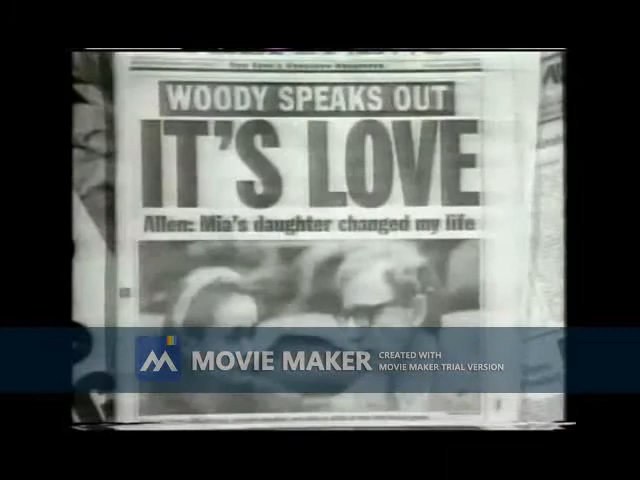 WOODY SPEAKS OUT
IT'S LOVE
Allen: Mia's daughter changed my life
MOVIE MAKER
CREATED WITH
MOVIE MAKER TRIAL VERSION